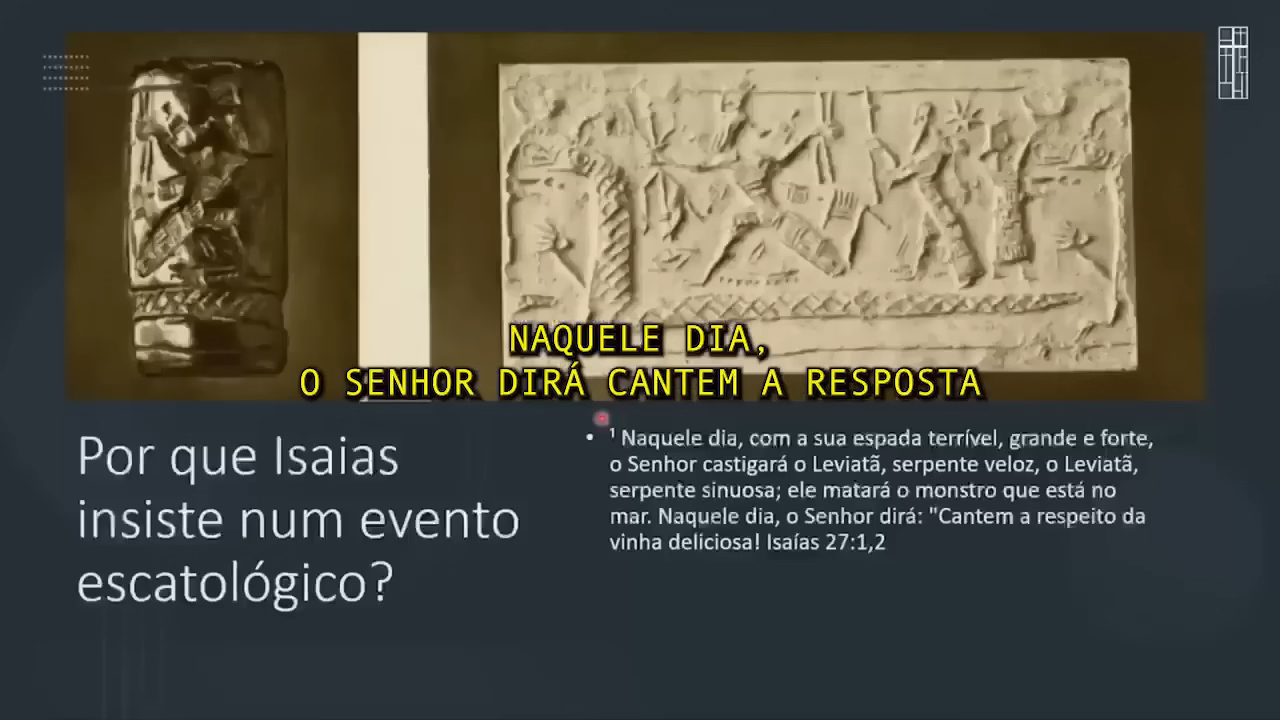 NAQUELE DIA,
O SENHOR DIRÁ CANTEM A RESPOSTA
Por que Isaias
insiste num evento
escatológico?
• ¹ Naquele dia, com a sua espada terrível, grande e forte,
o Senhor castigará o Leviatã, serpente veloz, o Leviatã,
serpente sinuosa; ele matará o monstro que está no
mar. Naquele dia, o Senhor dirá: "Cantem a respeito da
vinha deliciosa! Isaías 27:1,2